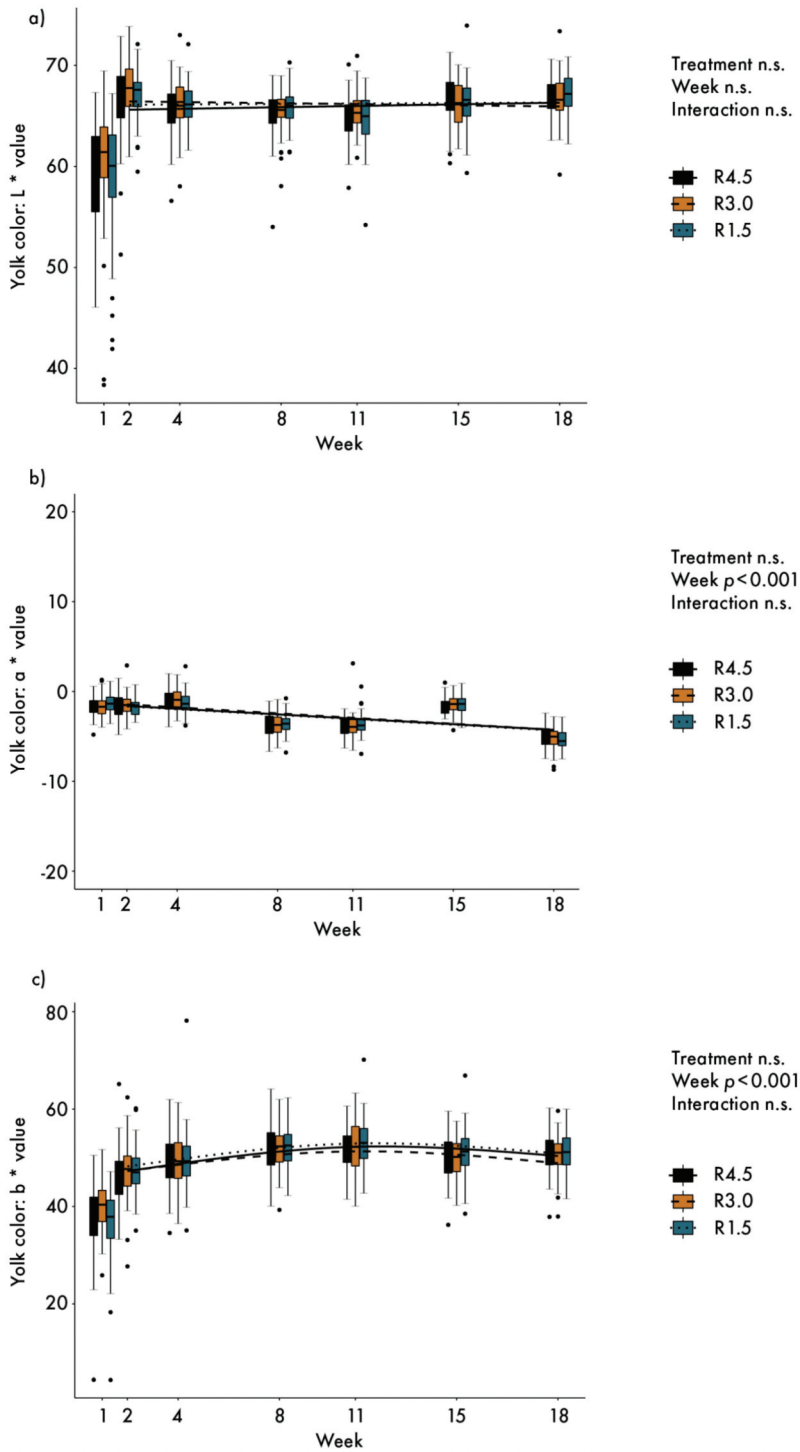 a)
70
60
50
40
Yolk color: L * value
1 2 4 8 11 15 18
Week
Treatment n.s.
Week n.s.
Interaction n.s.
R4.5
R3.0
R1.5
b)
20
10
0
-10
-20
Yolk color: a * value
1 2 4 8 11 15 18
Week
Treatment n.s.
Week p<0.001
Interaction n.s.
R4.5
R3.0
R1.5
c)
80
60
40
20
Yolk color: b * value
1 2 4 8 11 15 18
Week
Treatment n.s.
Week p<0.001
Interaction n.s.
R4.5
R3.0
R1.5